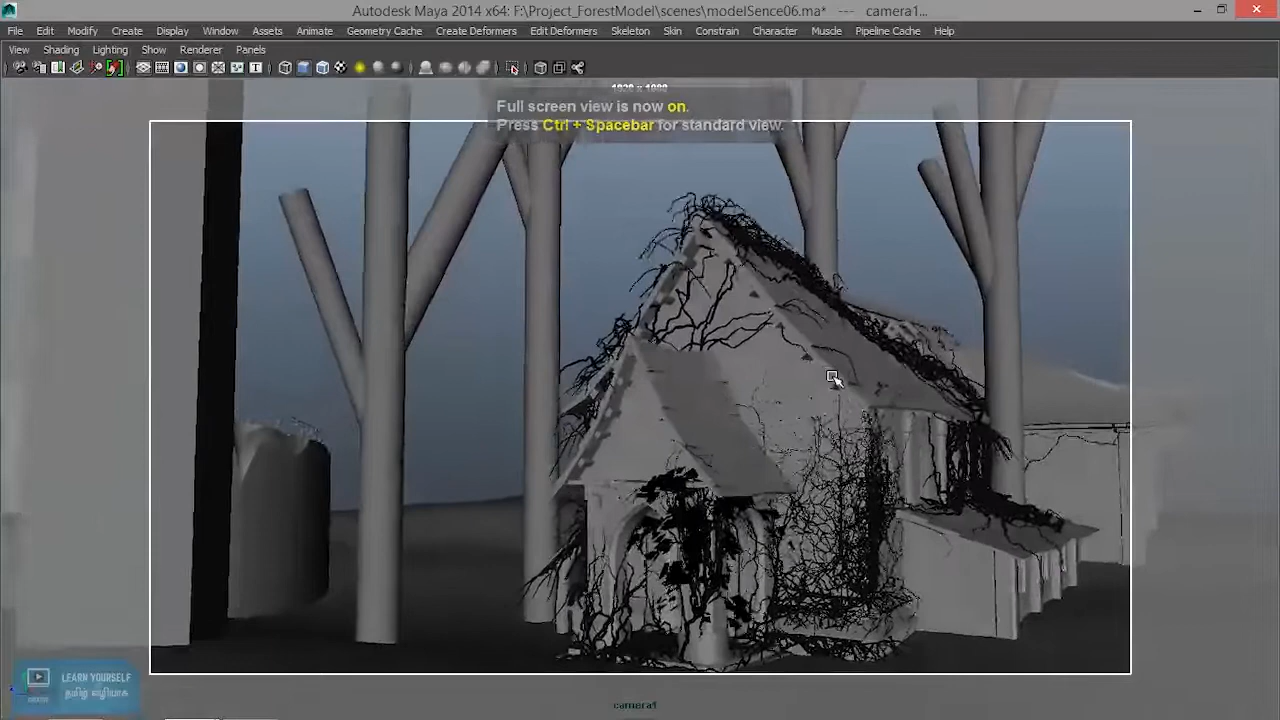 Autodesk Maya 2014 x64: F:\Project_ForestModel\scenes\modelSence06.ma* --- camera1...
File Edit Modify Create Display Window Assets Animate Geometry Cache Create Deformers Edit Deformers Skeleton Skin Constrain Character Muscle Pipeline Cache Help
View Shading Lighting Show Renderer Panels
Full screen view is now on.
Press Ctrl + Spacebar for standard view.
LEARN YOURSELF
தமிழ் வழியாக
camera1